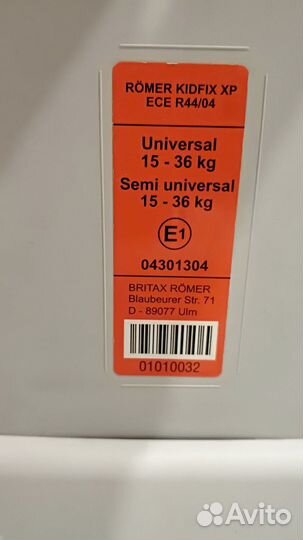 RÖMER KIDFIX XP
ECE R44/04
Universal
15 - 36 kg
Semi universal
15 - 36 kg
E1
04301304
BRITAX RÖMER
Blaubeurer Str. 71
D - 89077 Ulm
01010032
Avito